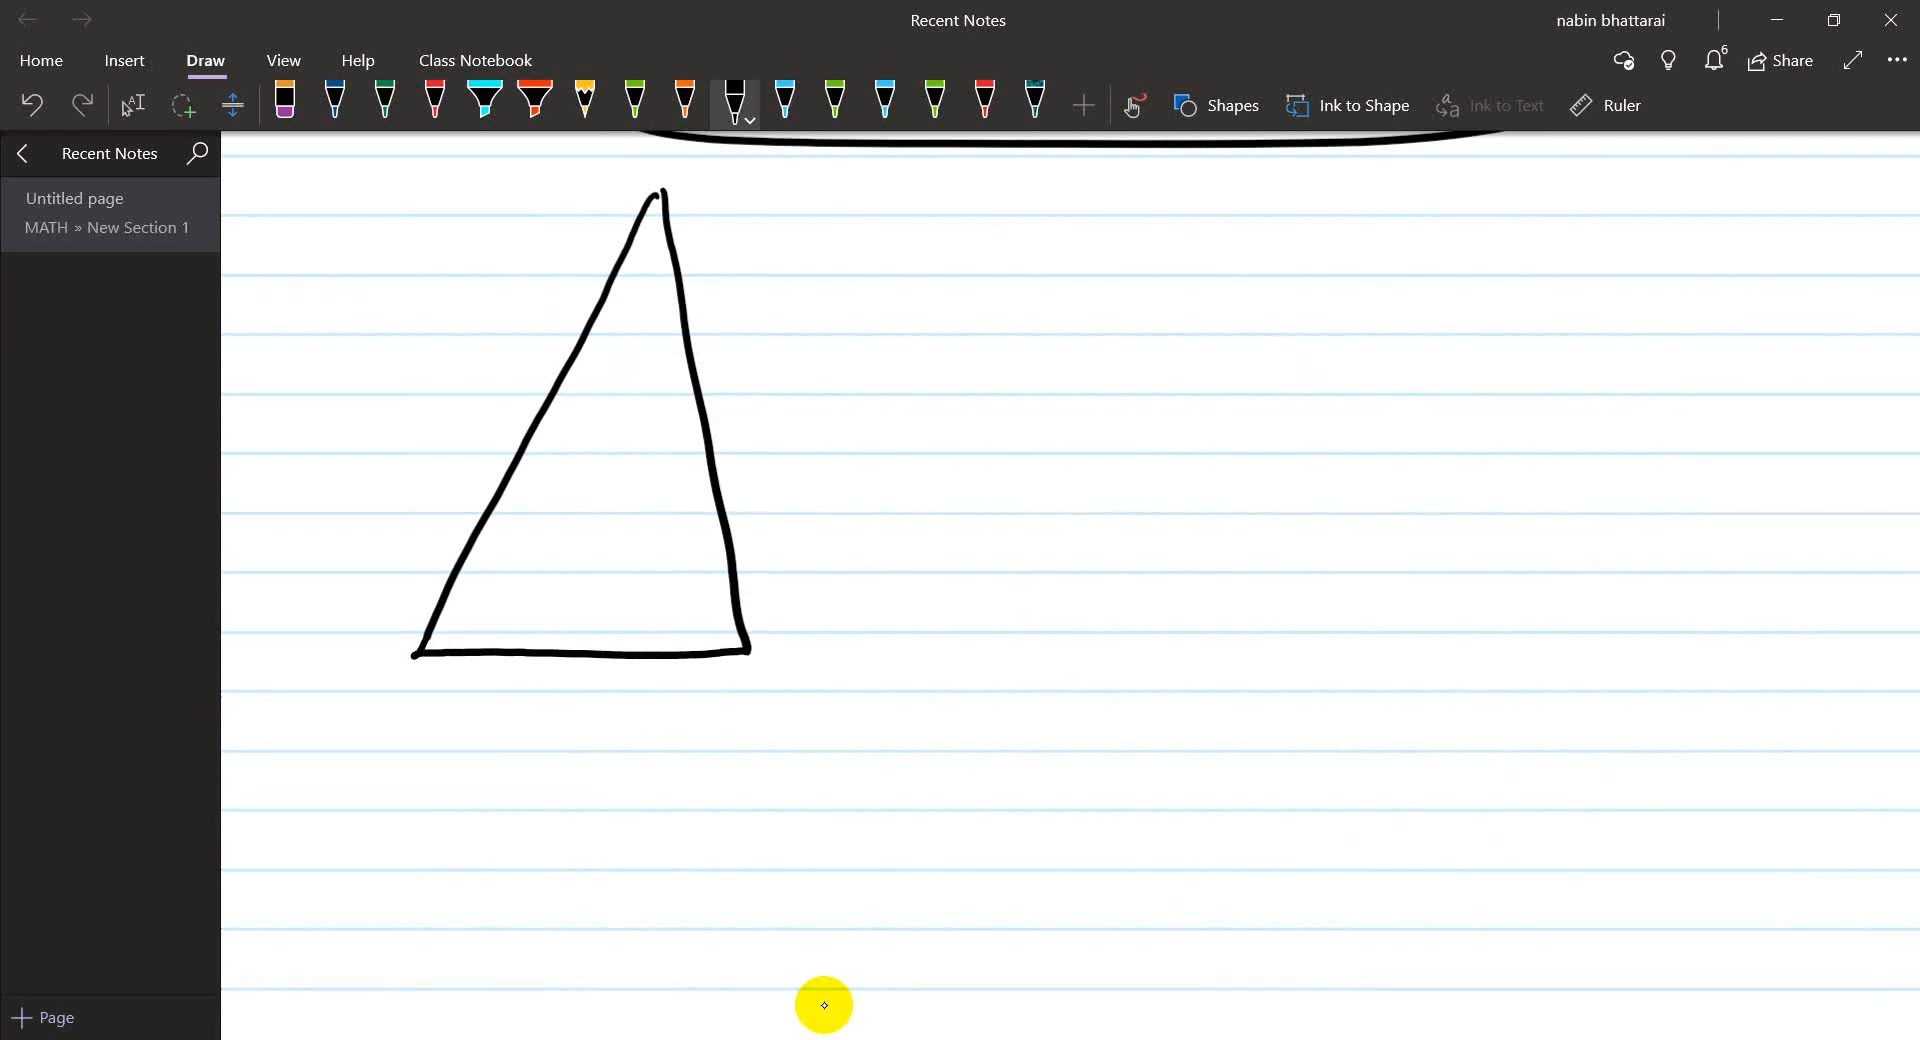 Recent Notes
nabin bhattarai
Home Insert Draw View Help Class Notebook
6
Share
Shapes
Ink to Shape
Ink to Text
Ruler
Recent Notes
Untitled page
MATH » New Section 1
Page